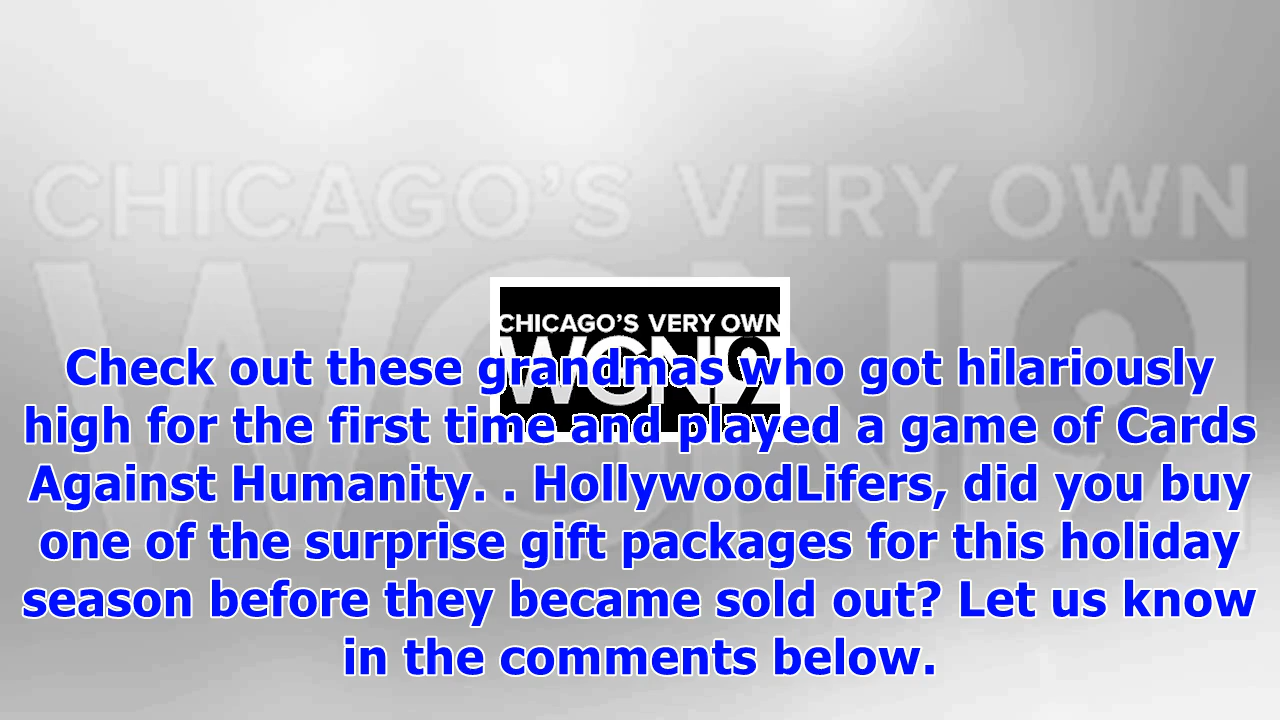 CHICAGO'S VERY OWN
WGN9
CHICAGO'S VERY OWN
WGN9
Check out these grandmas who got hilariously
high for the first time and played a game of Cards
Against Humanity. . HollywoodLifers, did you buy
one of the surprise gift packages for this holiday
season before they became sold out? Let us know
in the comments below.